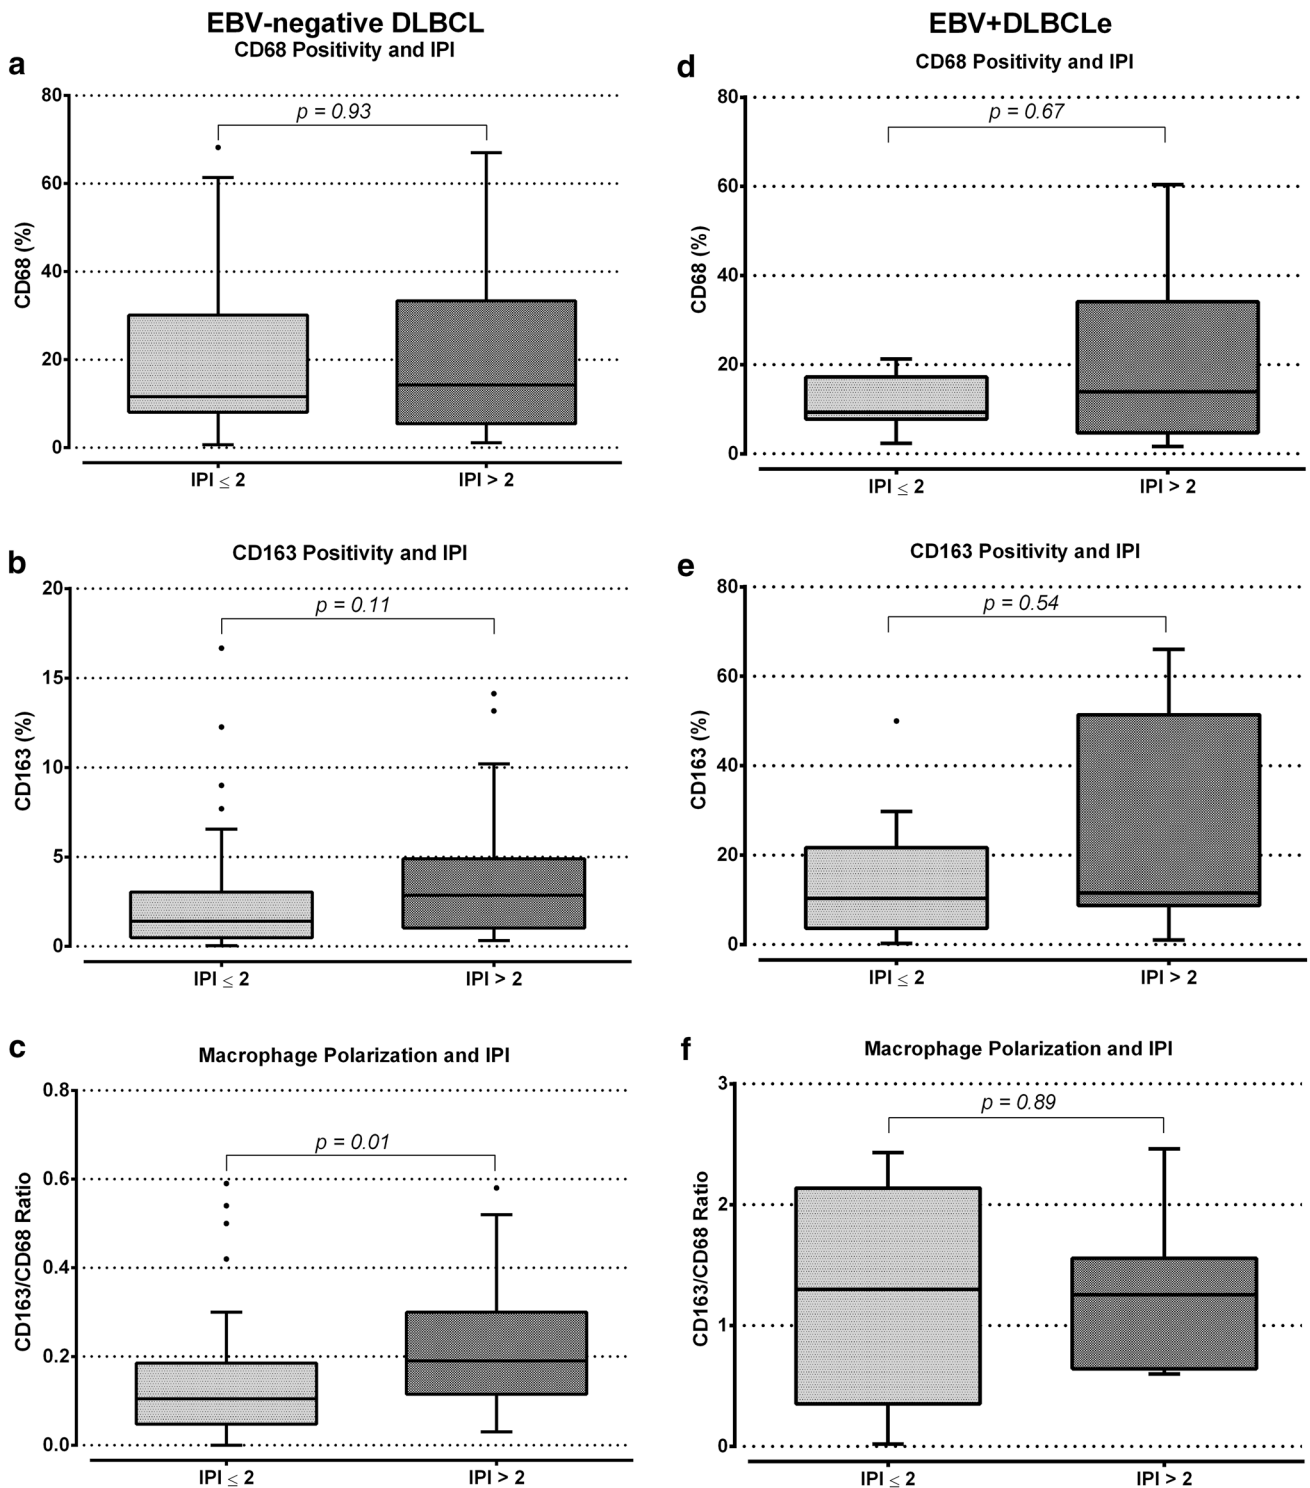 EBV-negative DLBCL
a
CD68 Positivity and IPI
80
60
40
20
0
CD68 (%)
p = 0.93
IPI ≤ 2
IPI > 2
b
CD163 Positivity and IPI
20
15
10
5
0
CD163 (%)
p = 0.11
IPI ≤ 2
IPI > 2
c
Macrophage Polarization and IPI
0.8
0.6
0.4
0.2
0.0
CD163/CD68 Ratio
p = 0.01
IPI ≤ 2
IPI > 2
EBV+DLBCLe
d
CD68 Positivity and IPI
80
60
40
20
0
CD68 (%)
p = 0.67
IPI ≤ 2
IPI > 2
e
CD163 Positivity and IPI
80
60
40
20
0
CD163 (%)
p = 0.54
IPI ≤ 2
IPI > 2
f
Macrophage Polarization and IPI
3
2
1
0
CD163/CD68 Ratio
p = 0.89
IPI ≤ 2
IPI > 2